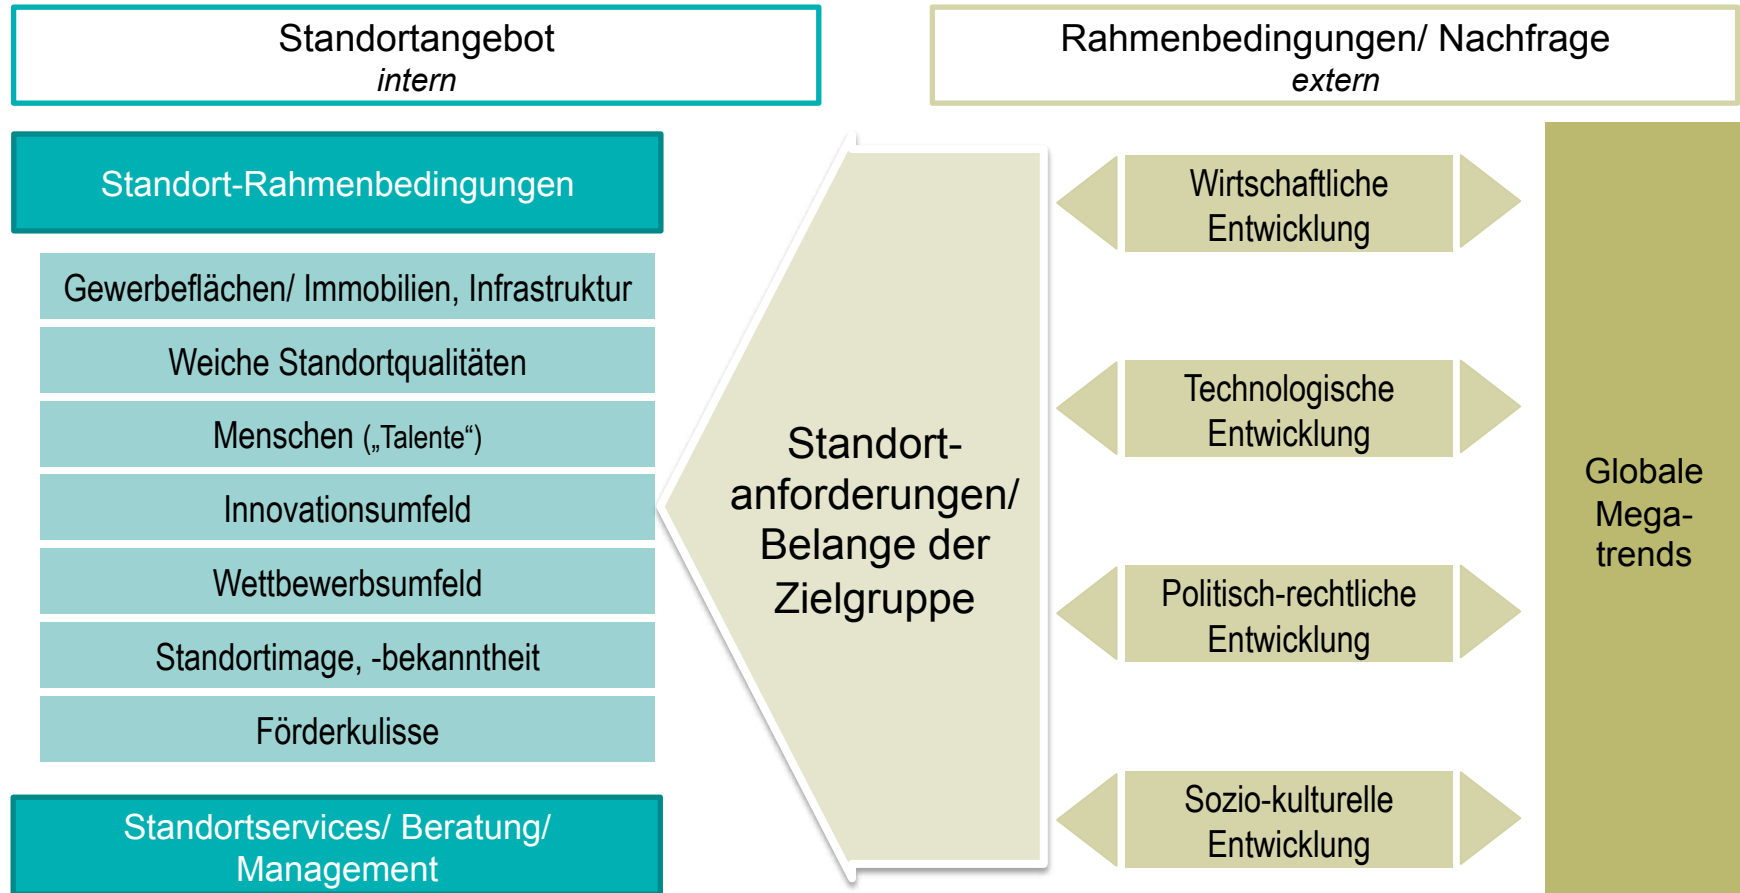 Standortangebot
intern
Rahmenbedingungen/ Nachfrage
extern
Standort-Rahmenbedingungen
Gewerbeflächen/ Immobilien, Infrastruktur
Weiche Standortqualitäten
Menschen („Talente“)
Innovationsumfeld
Wettbewerbsumfeld
Standortimage, -bekanntheit
Förderkulisse
Standortservices/ Beratung/
Management
Standort-
anforderungen/
Belange der
Zielgruppe
Wirtschaftliche
Entwicklung
Technologische
Entwicklung
Politisch-rechtliche
Entwicklung
Sozio-kulturelle
Entwicklung
Globale
Mega-
trends